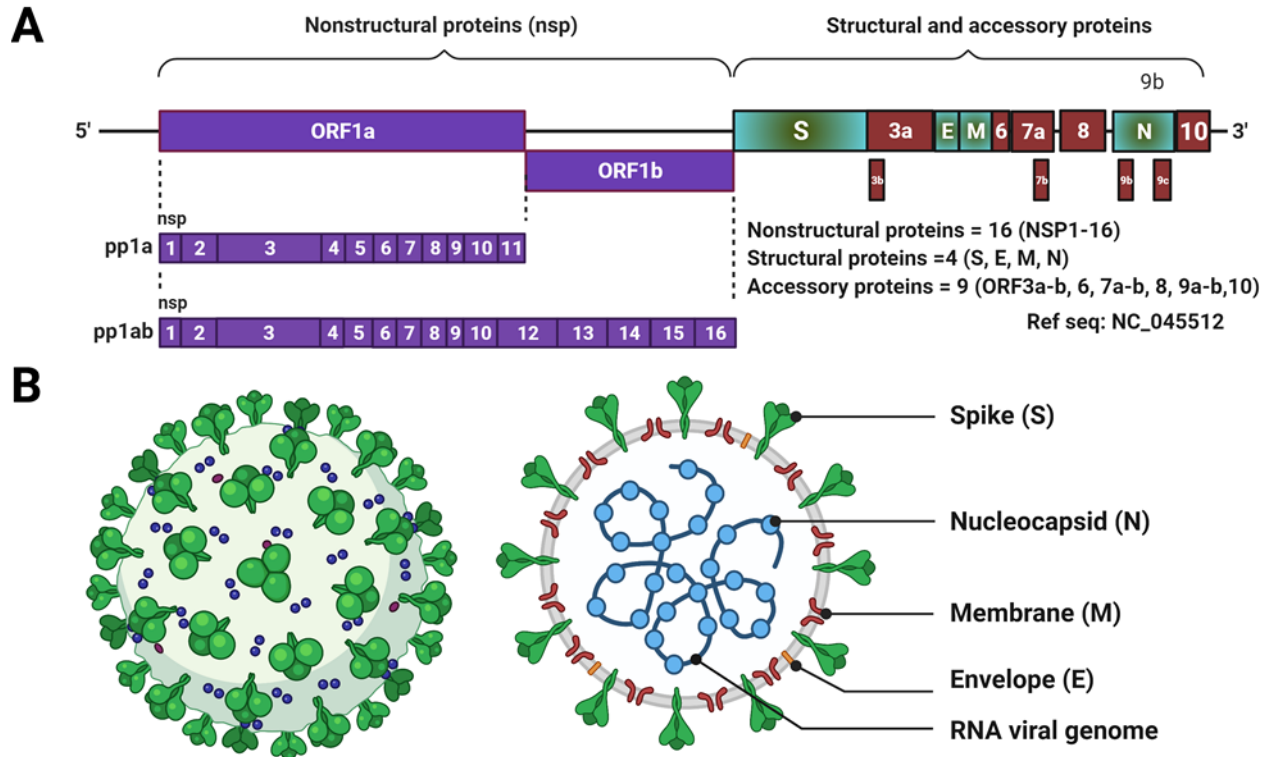 A
Nonstructural proteins (nsp)
Structural and accessory proteins
9b
5'
ORF1a
S
3a
E
M
6
7a
8
N
10
3'
ORF1b
3b
7b
9b
9c
nsp
pp1a
1 2 3 4 5 6 7 8 9 10 11
Nonstructural proteins = 16 (NSP1-16)
Structural proteins =4 (S, E, M, N)
Accessory proteins = 9 (ORF3a-b, 6, 7a-b, 8, 9a-b,10)
Ref seq: NC_045512
nsp
pp1ab
1 2 3 4 5 6 7 8 9 10 12 13 14 15 16
B
Spike (S)
Nucleocapsid (N)
Membrane (M)
Envelope (E)
RNA viral genome